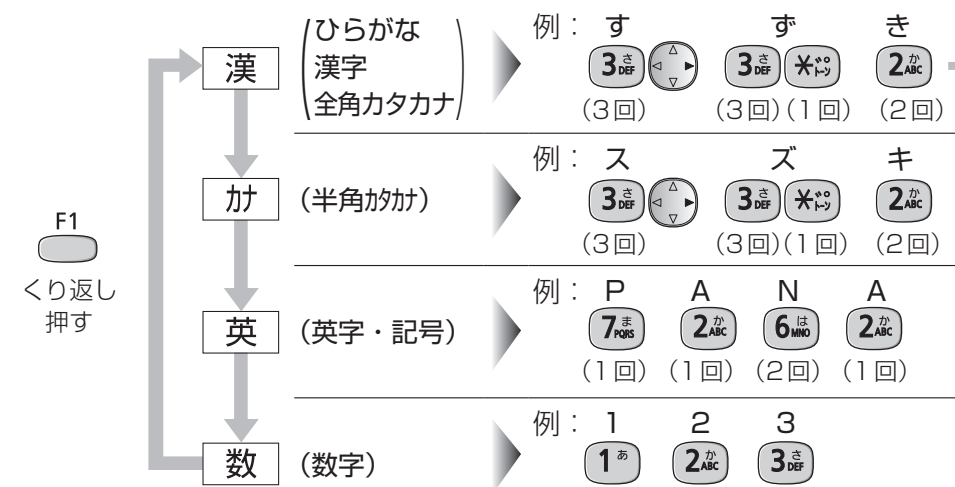 F1
くり返し
押す
漢
(ひらがな
漢字
全角カタカナ)
例： す ず き
3さDEF 3さDEF *゛゜トーン 2かABC
(3回) (3回)(1回) (2回)
ｶﾅ
(半角ｶﾀｶﾅ)
例： ス ズ キ
3さDEF 3さDEF *゛゜トーン 2かABC
(3回) (3回)(1回) (2回)
英
(英字・記号)
例： P A N A
7まPQRS 2かABC 6はMNO 2かABC
(1回) (1回) (2回) (1回)
数
(数字)
例： 1 2 3
1あ 2かABC 3さDEF